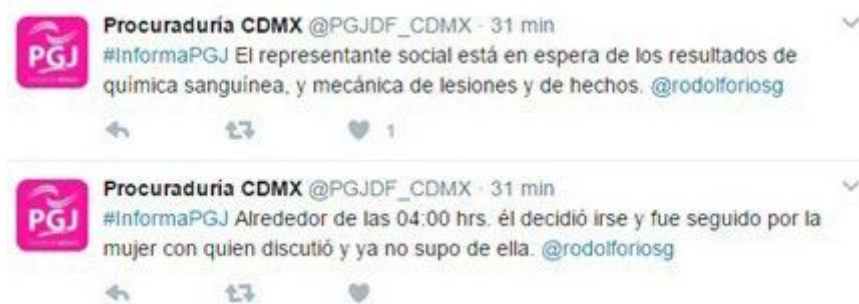 Procuraduría CDMX @PGJDF_CDMX · 31 min
#InformaPGJ El representante social está en espera de los resultados de
química sanguínea, y mecánica de lesiones y de hechos. @rodolforiosg
1
PGJ
Procuraduría CDMX @PGJDF_CDMX · 31 min
#InformaPGJ Alrededor de las 04:00 hrs. él decidió irse y fue seguido por la
mujer con quien discutió y ya no supo de ella. @rodolforiosg
PGJ